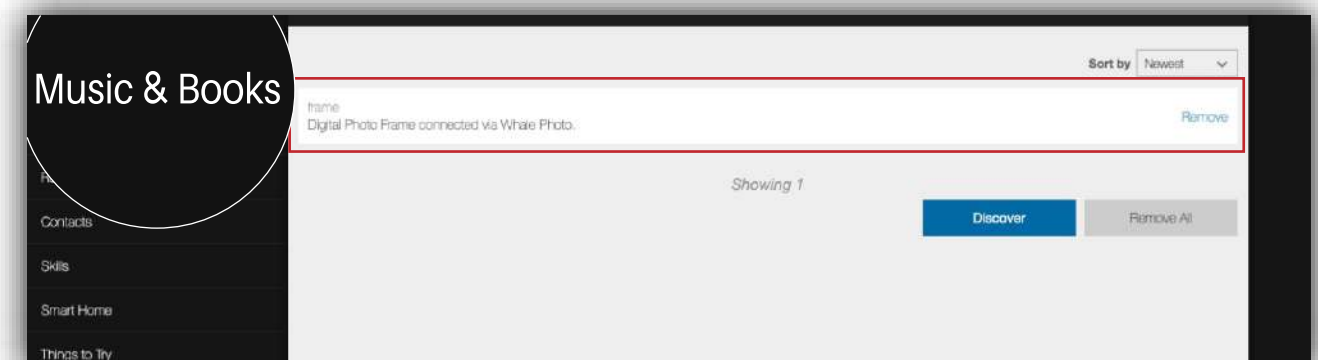 Music & Books
Sort by Newest
frame
Digital Photo Frame connected via Whale Photo.
Remove
Showing 1
Discover
Remove All
Contacts
Skills
Smart Home
Things to Try